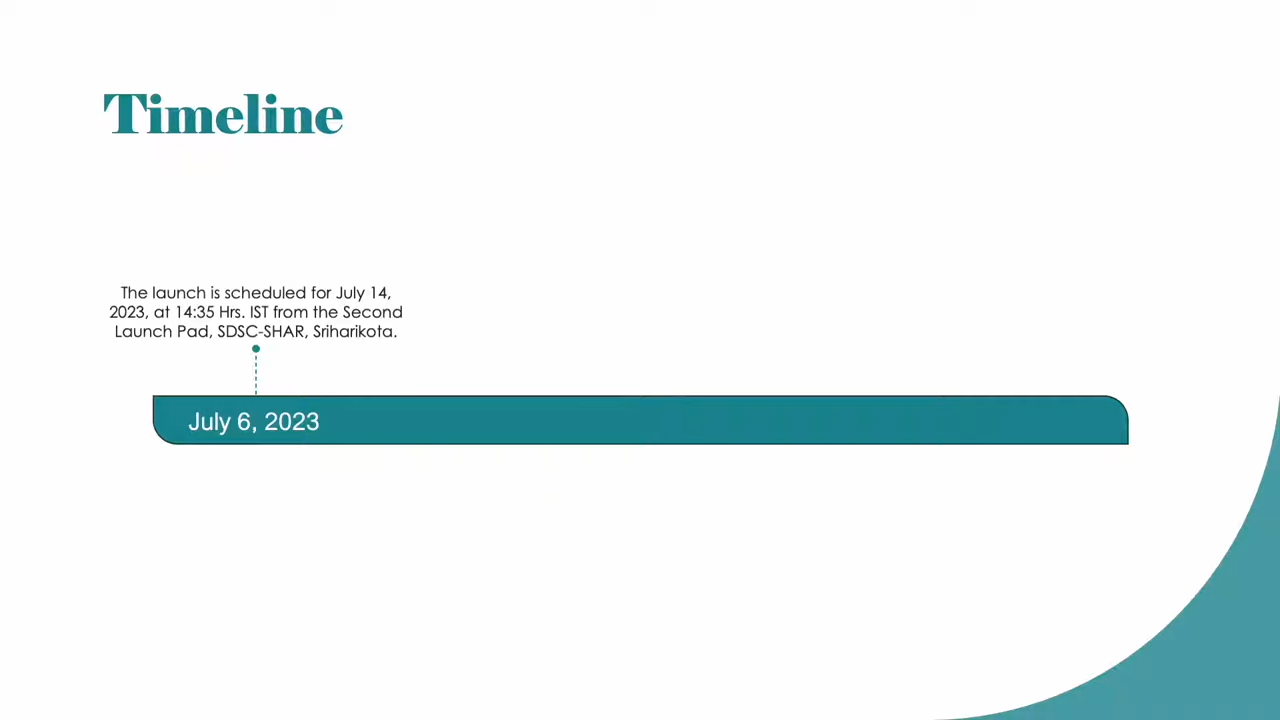 Timeline
The launch is scheduled for July 14,
2023, at 14:35 Hrs. IST from the Second
Launch Pad, SDSC-SHAR, Sriharikota.
July 6, 2023